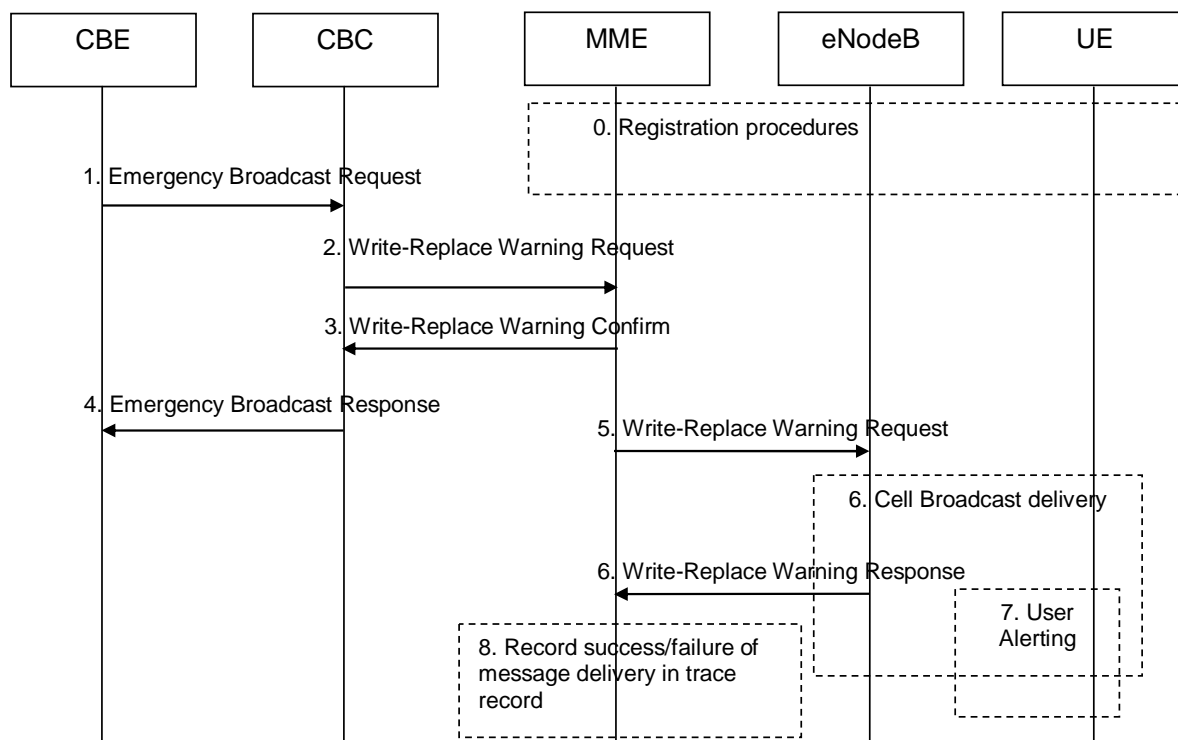 CBE
CBC
MME
eNodeB
UE
0. Registration procedures
1. Emergency Broadcast Request
2. Write-Replace Warning Request
3. Write-Replace Warning Confirm
4. Emergency Broadcast Response
5. Write-Replace Warning Request
6. Cell Broadcast delivery
6. Write-Replace Warning Response
7. User
Alerting
8. Record success/failure of
message delivery in trace
record